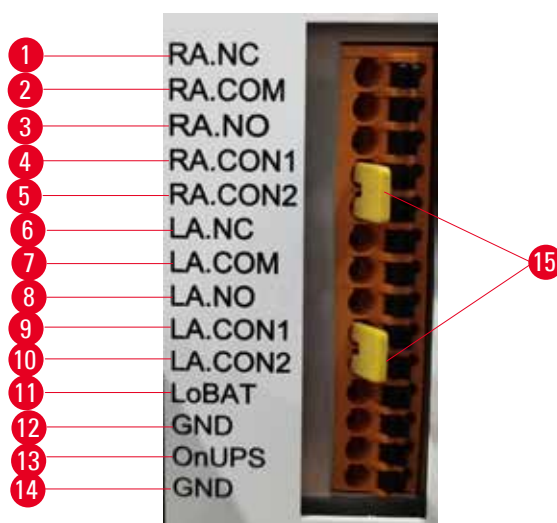 1 RA.NC
2 RA.COM
3 RA.NO
4 RA.CON1
5 RA.CON2
6 LA.NC
7 LA.COM
8 LA.NO
9 LA.CON1
10 LA.CON2
11 LoBAT
12 GND
13 OnUPS
14 GND
15